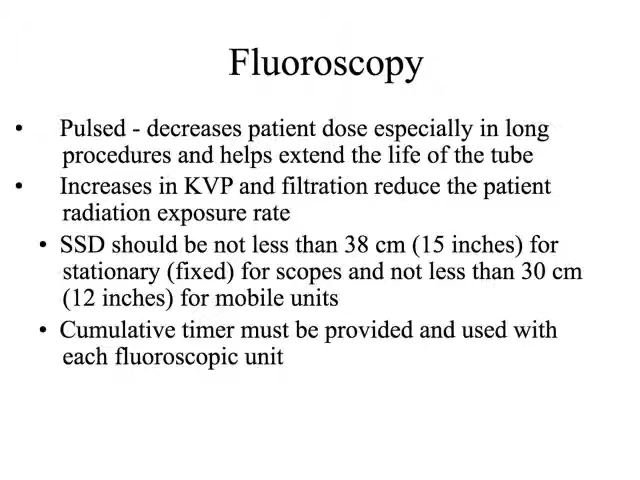 Fluoroscopy
• Pulsed - decreases patient dose especially in long
procedures and helps extend the life of the tube
• Increases in KVP and filtration reduce the patient
radiation exposure rate
• SSD should be not less than 38 cm (15 inches) for
stationary (fixed) for scopes and not less than 30 cm
(12 inches) for mobile units
• Cumulative timer must be provided and used with
each fluoroscopic unit